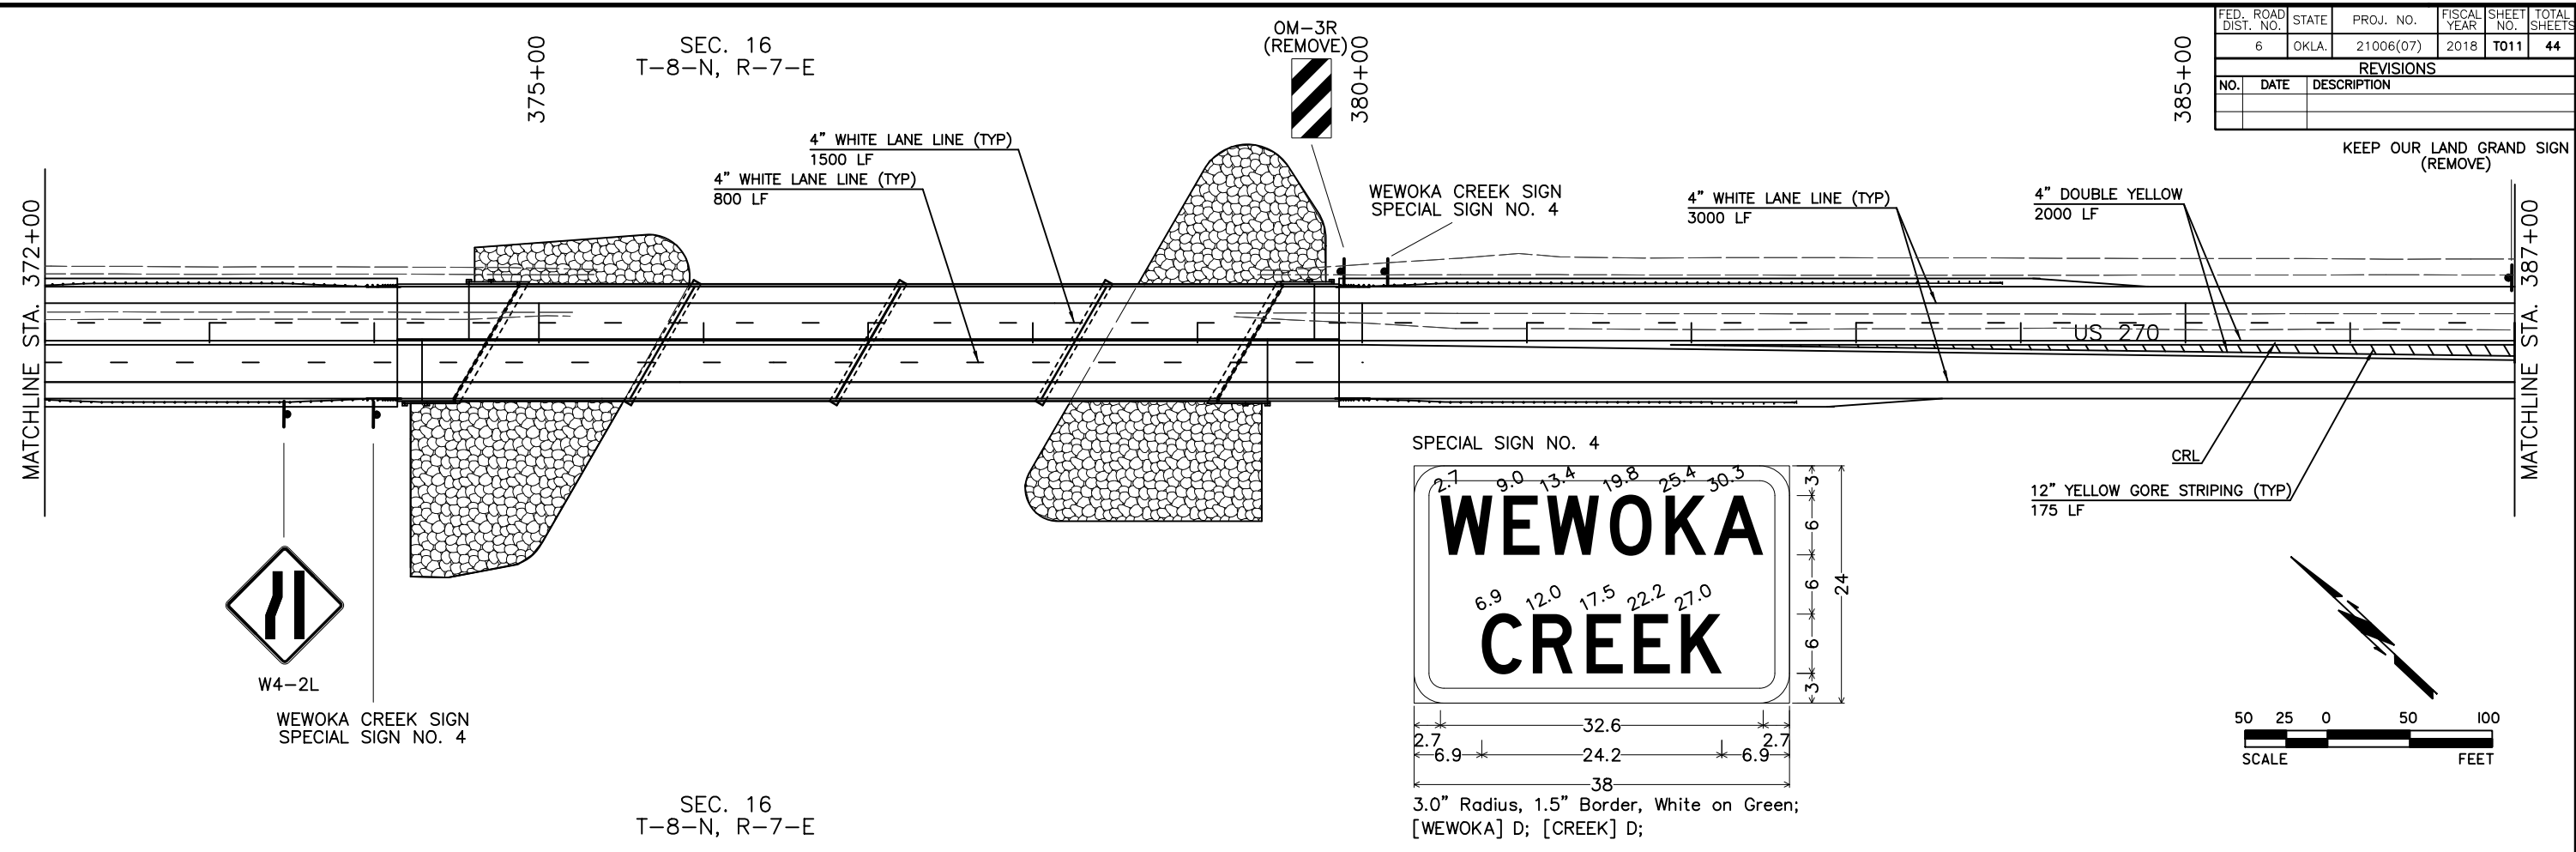 FED. ROAD DIST. NO. STATE PROJ. NO. FISCAL YEAR SHEET NO. TOTAL SHEETS
6 OKLA. 21006(07) 2018 T011 44
REVISIONS
NO. DATE DESCRIPTION
SEC. 16
T-8-N, R-7-E
375+00
OM-3R
(REMOVE)
380+00
385+00
KEEP OUR LAND GRAND SIGN
(REMOVE)
4" WHITE LANE LINE (TYP)
1500 LF
4" WHITE LANE LINE (TYP)
800 LF
WEWOKA CREEK SIGN
SPECIAL SIGN NO. 4
4" WHITE LANE LINE (TYP)
3000 LF
4" DOUBLE YELLOW
2000 LF
MATCHLINE STA. 372+00
MATCHLINE STA. 387+00
US 270
CRL
12" YELLOW GORE STRIPING (TYP)
175 LF
W4-2L
WEWOKA CREEK SIGN
SPECIAL SIGN NO. 4
SPECIAL SIGN NO. 4
2.7 9.0 13.4 19.8 25.4 30.3
WEWOKA
6.9 12.0 17.5 22.2 27.0
CREEK
3
6
6
6
3
24
32.6
2.7 2.7
6.9 24.2 6.9
38
3.0" Radius, 1.5" Border, White on Green;
[WEWOKA] D; [CREEK] D;
50 25 0 50 100
SCALE FEET
SEC. 16
T-8-N, R-7-E